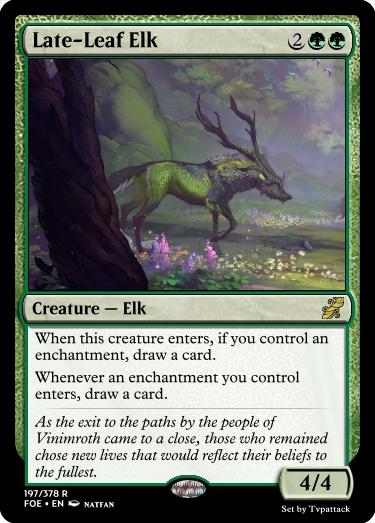 Late-Leaf Elk 2
Creature — Elk
When this creature enters, if you control an
enchantment, draw a card.
Whenever an enchantment you control
enters, draw a card.
As the exit to the paths by the people of
Vinimroth came to a close, those who remained
chose new lives that would reflect their beliefs to
the fullest.
4/4
197/378 R
FOE • EN NATFAN
Set by Tvpattack